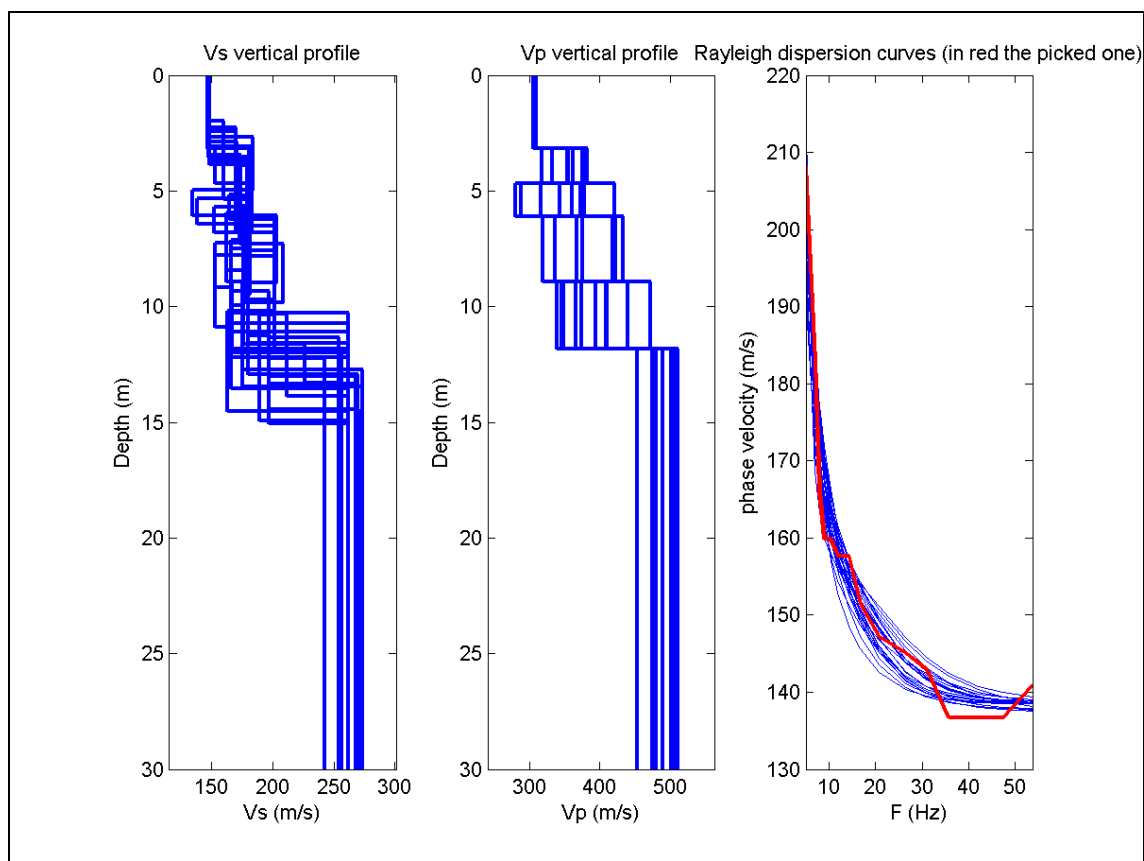 Vs vertical profile
0
5
10
15
20
25
30
Depth (m)
150 200 250 300
Vs (m/s)
Vp vertical profile
0
5
10
15
20
25
30
Depth (m)
300 400 500
Vp (m/s)
Rayleigh dispersion curves (in red the picked one)
220
210
200
190
180
170
160
150
140
130
phase velocity (m/s)
10 20 30 40 50
F (Hz)